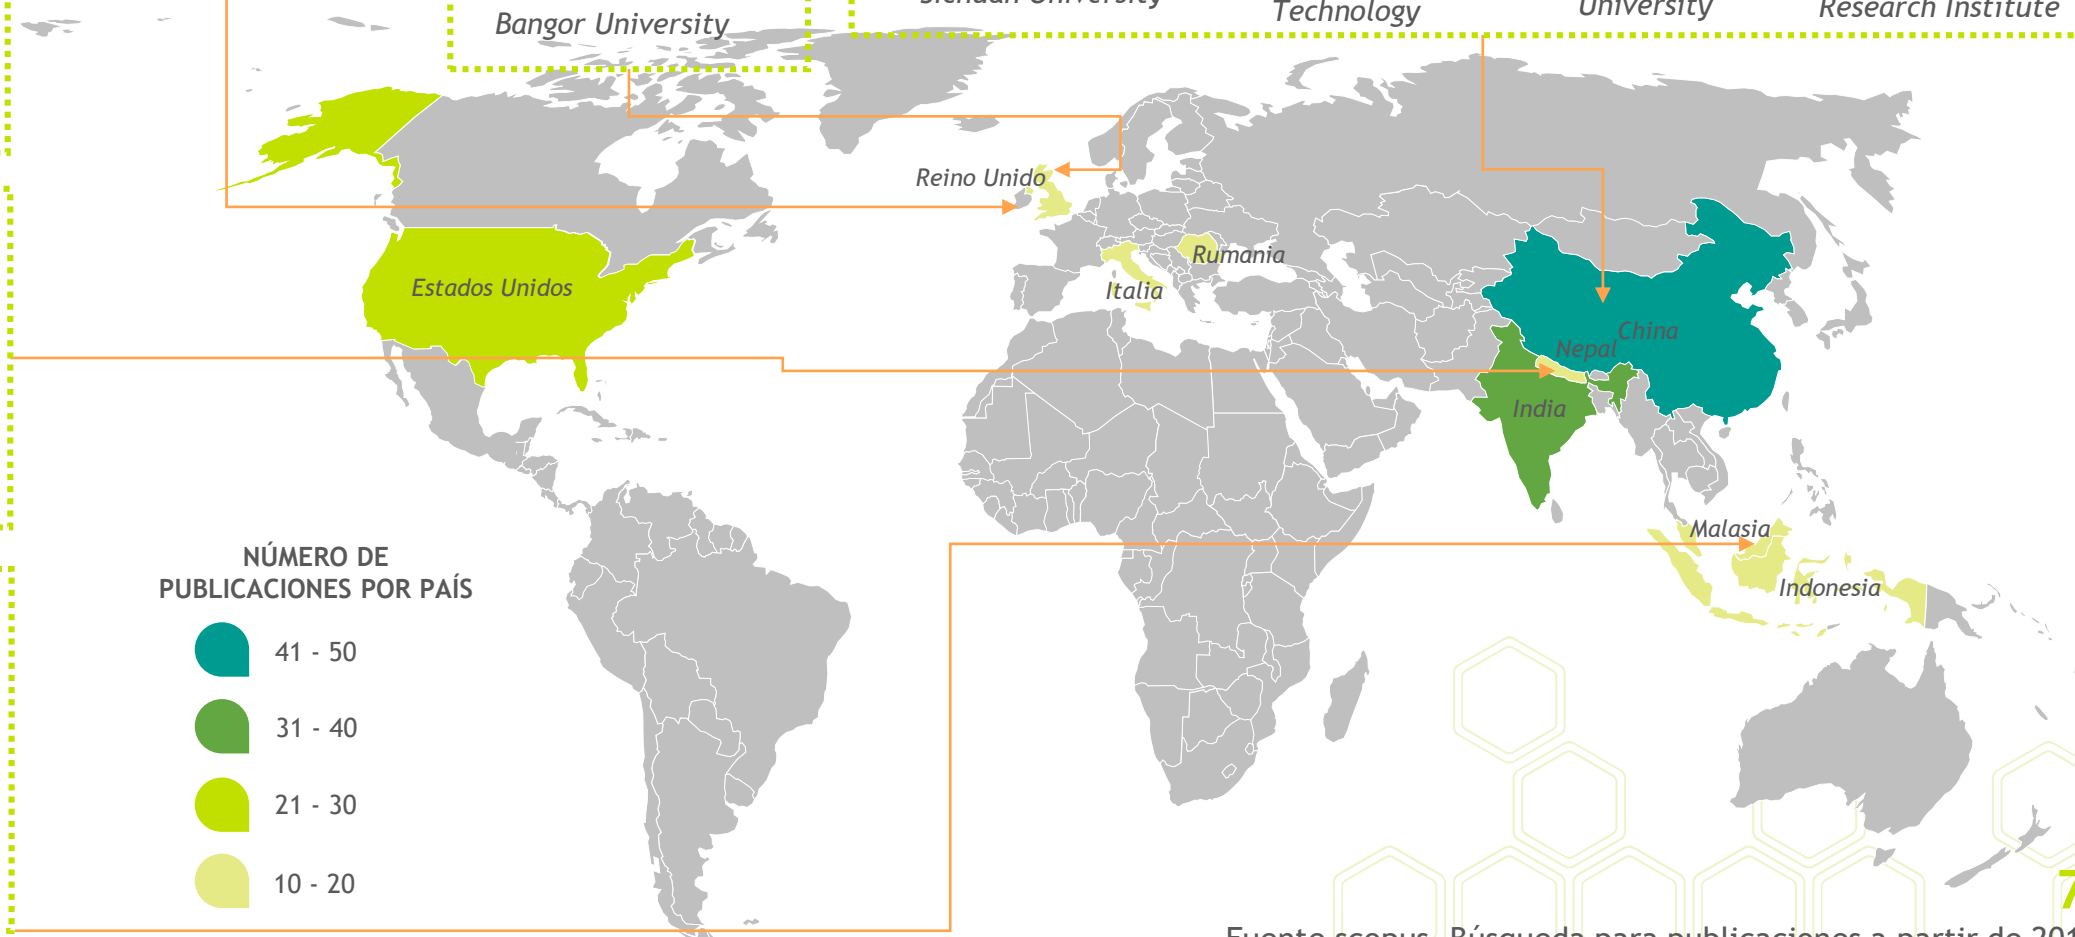 Bangor University
Technology
University
Research Institute
Reino Unido
Rumania
Italia
Estados Unidos
China
Nepal
India
Malasia
Indonesia
NÚMERO DE
PUBLICACIONES POR PAÍS
41 - 50
31 - 40
21 - 30
10 - 20